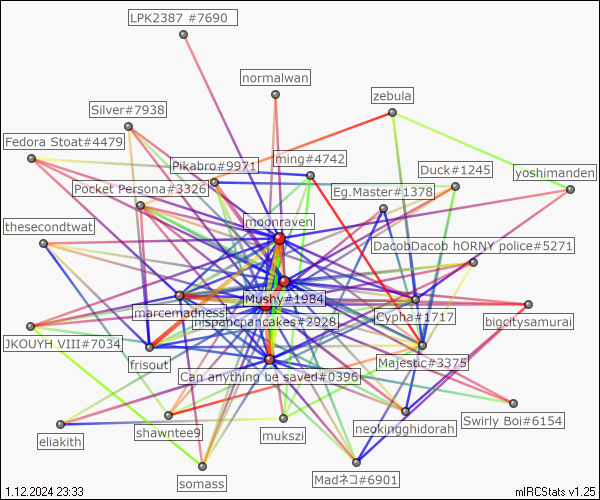 LPK2387 #7690
normalwan
zebula
Silver#7938
Fedora Stoat#4479
Pikabro#9971
ming#4742
Duck#1245
yoshimanden
Pocket Persona#3326
Eg.Master#1378
moonraven
thesecondtwat
DacobDacob hORNY police#5271
Mushy#1984
marcemadness
hispancpancakes#2928
Cypha#1717
bigcitysamurai
JKOUYH VIII#7034
frisout
Majestic#3375
Can anything be saved#0396
Swirly Boi#6154
neokingghidorah
shawntee9
mukszi
eliakith
somass
Madネコ#6901
1.12.2024 23:33
mIRCStats v1.25